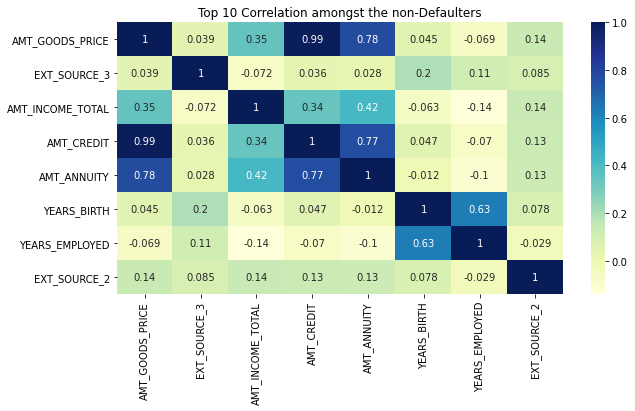 Top 10 Correlation amongst the non-Defaulters
AMT_GOODS_PRICE 1 0.039 0.35 0.99 0.78 0.045 -0.069 0.14
EXT_SOURCE_3 0.039 1 -0.072 0.036 0.028 0.2 0.11 0.085
AMT_INCOME_TOTAL 0.35 -0.072 1 0.34 0.42 -0.063 -0.14 0.14
AMT_CREDIT 0.99 0.036 0.34 1 0.77 0.047 -0.07 0.13
AMT_ANNUITY 0.78 0.028 0.42 0.77 1 -0.012 -0.1 0.13
YEARS_BIRTH 0.045 0.2 -0.063 0.047 -0.012 1 0.63 0.078
YEARS_EMPLOYED -0.069 0.11 -0.14 -0.07 -0.1 0.63 1 -0.029
EXT_SOURCE_2 0.14 0.085 0.14 0.13 0.13 0.078 -0.029 1
AMT_GOODS_PRICE
EXT_SOURCE_3
AMT_INCOME_TOTAL
AMT_CREDIT
AMT_ANNUITY
YEARS_BIRTH
YEARS_EMPLOYED
EXT_SOURCE_2
1.0
0.8
0.6
0.4
0.2
0.0